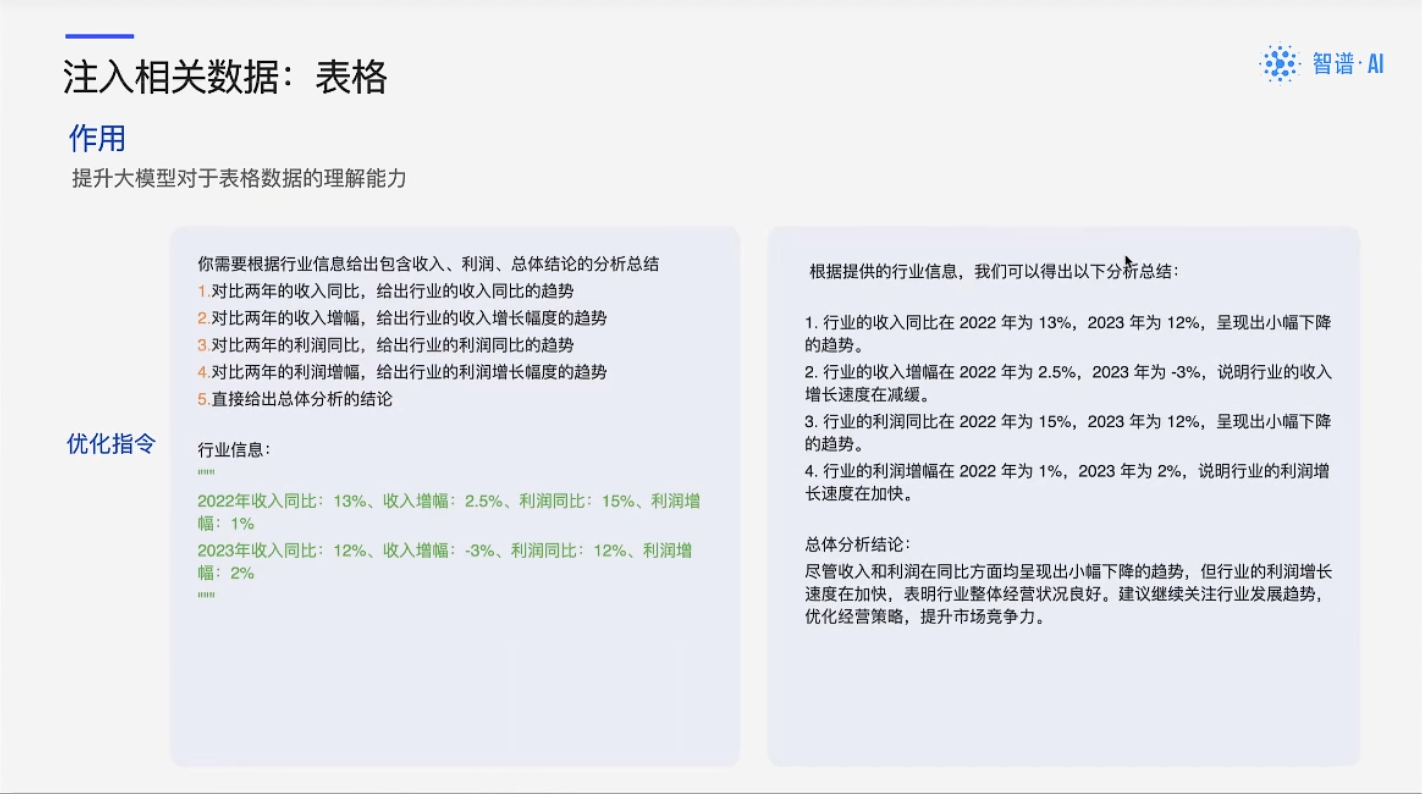 注入相关数据：表格
智谱·AI
作用
提升大模型对于表格数据的理解能力
优化指令
你需要根据行业信息给出包含收入、利润、总体结论的分析总结
1.对比两年的收入同比，给出行业的收入同比的趋势
2.对比两年的收入增幅，给出行业的收入增长幅度的趋势
3.对比两年的利润同比，给出行业的利润同比的趋势
4.对比两年的利润增幅，给出行业的利润增长幅度的趋势
5.直接给出总体分析的结论
行业信息：
"""
2022年收入同比：13%、收入增幅：2.5%、利润同比：15%、利润增
幅：1%
2023年收入同比：12%、收入增幅：-3%、利润同比：12%、利润增
幅：2%
"""
根据提供的行业信息，我们可以得出以下分析总结：
1. 行业的收入同比在 2022 年为 13%，2023 年为 12%，呈现出小幅下降
的趋势。
2. 行业的收入增幅在 2022 年为 2.5%，2023 年为 -3%，说明行业的收入
增长速度在减缓。
3. 行业的利润同比在 2022 年为 15%，2023 年为 12%，呈现出小幅下降
的趋势。
4. 行业的利润增幅在 2022 年为 1%，2023 年为 2%，说明行业的利润增
长速度在加快。
总体分析结论：
尽管收入和利润在同比方面均呈现出小幅下降的趋势，但行业的利润增长
速度在加快，表明行业整体经营状况良好。建议继续关注行业发展趋势，
优化经营策略，提升市场竞争力。